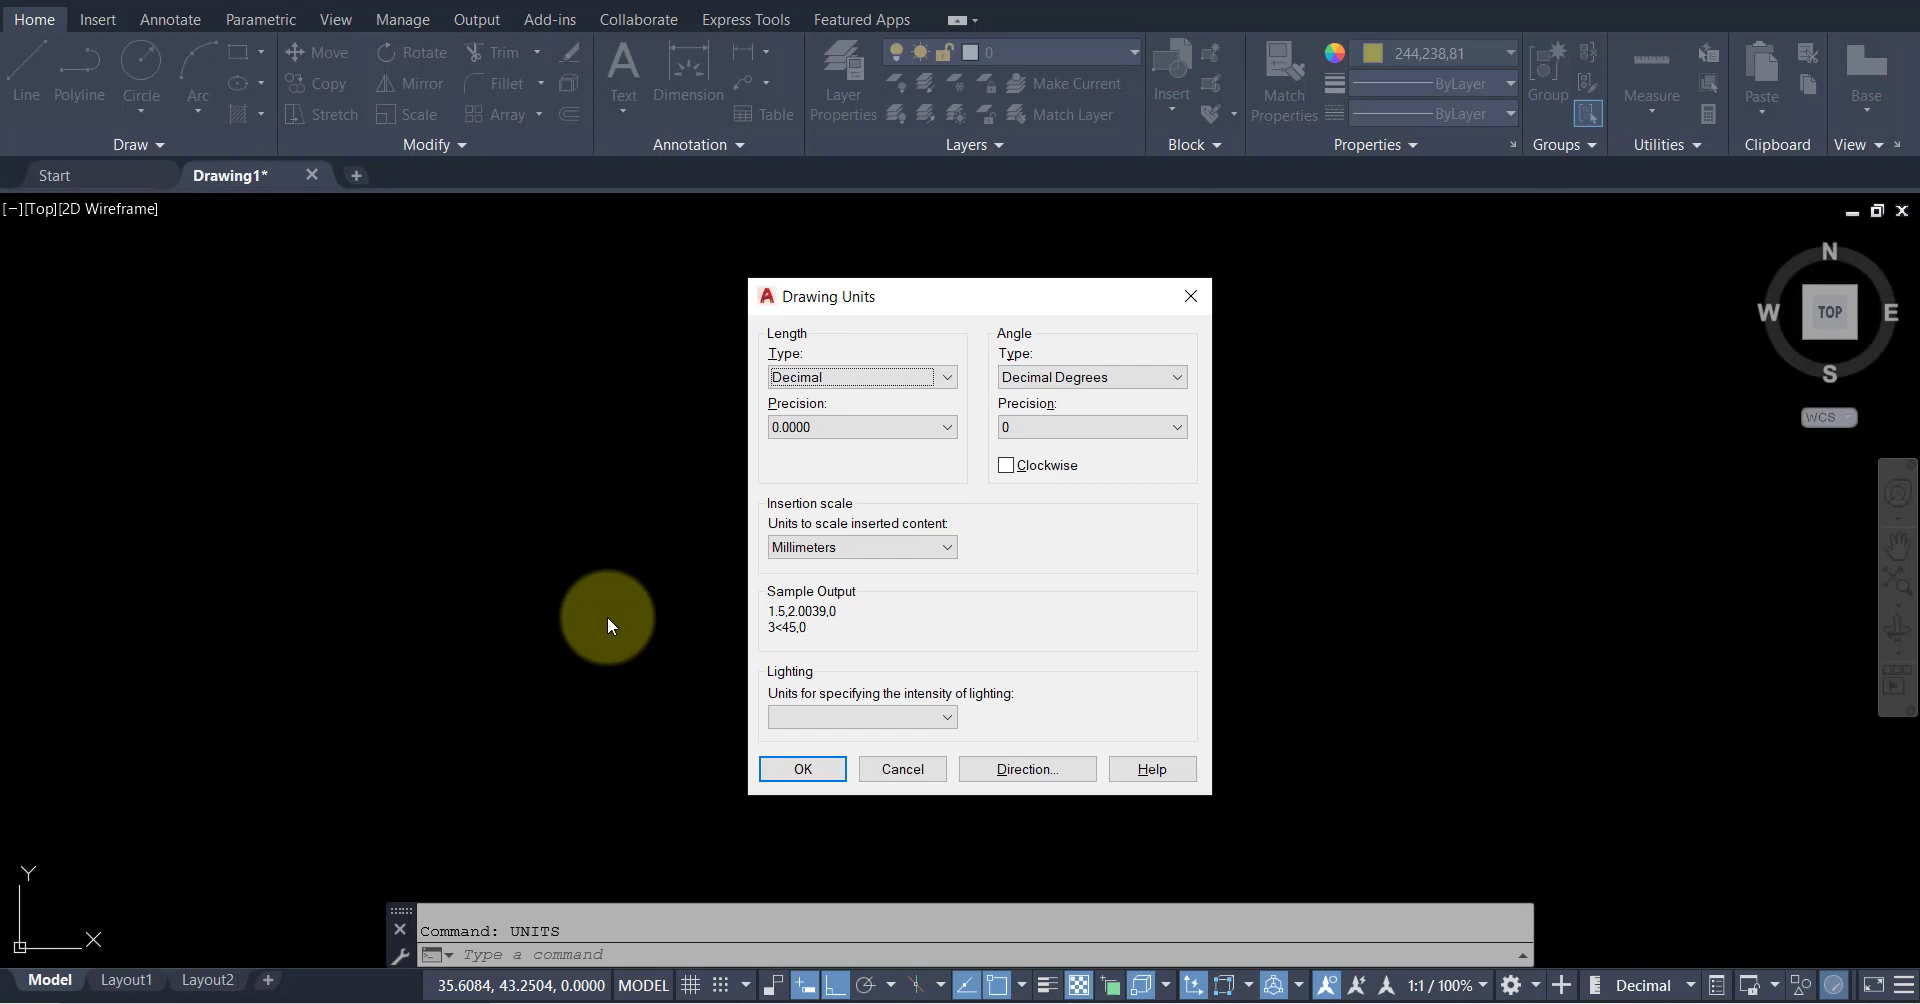 Home Insert Annotate Parametric View Manage Output Add-ins Collaborate Express Tools Featured Apps
Line Polyline Circle Arc
Move Rotate Trim
Copy Mirror Fillet
Stretch Scale Array
Text Dimension
Table
Layer
Properties
0
Make Current
Match Layer
Insert
Match
Properties
244,238,81
ByLayer
ByLayer
Group
Measure
Paste
Base
Draw Modify Annotation Layers Block Properties Groups Utilities Clipboard View
Start Drawing1*
[−][Top][2D Wireframe]
N
W TOP E
S
WCS
Drawing Units
Length
Type:
Decimal
Precision:
0.0000
Angle
Type:
Decimal Degrees
Precision:
0
Clockwise
Insertion scale
Units to scale inserted content:
Millimeters
Sample Output
1.5,2.0039,0
3<45,0
Lighting
Units for specifying the intensity of lighting:
OK Cancel Direction... Help
Y
X
Command: UNITS
Type a command
Model Layout1 Layout2
35.6084, 43.2504, 0.0000 MODEL 1:1 / 100% Decimal